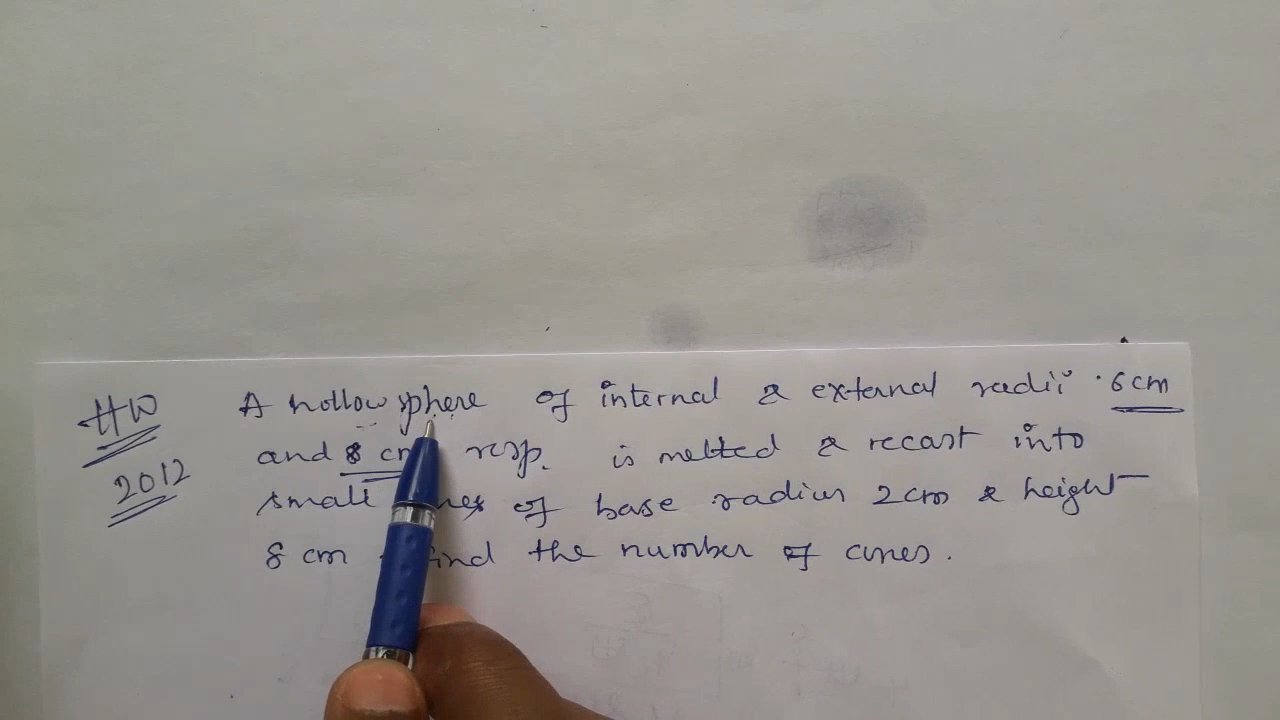 HW
2012
A hollow sphere of internal & external radii 6cm
and 8 cm resp. is melted & recast into
small of base radius 2cm & height
8 cm find the number of cones.